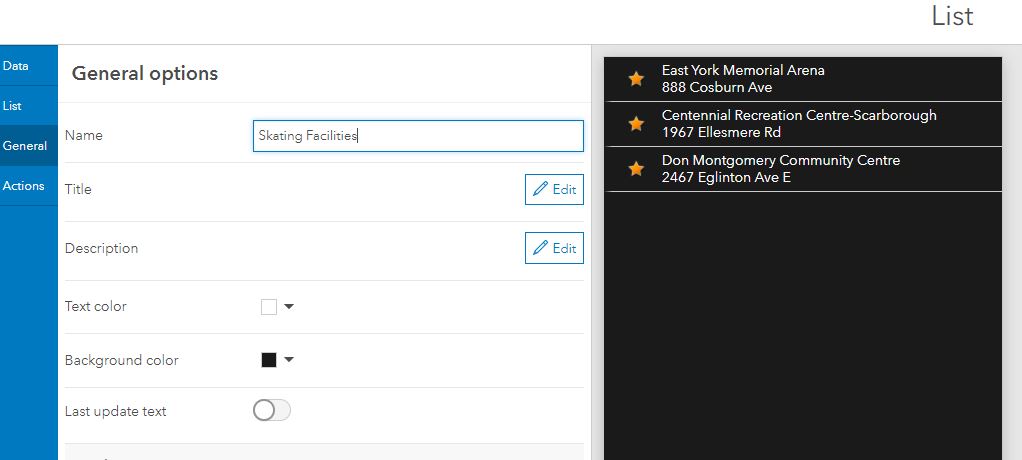 List
Data
List
General
Actions
General options
Name
Skating Facilities
Title
Edit
Description
Edit
Text color
Background color
Last update text
East York Memorial Arena
888 Cosburn Ave
Centennial Recreation Centre-Scarborough
1967 Ellesmere Rd
Don Montgomery Community Centre
2467 Eglinton Ave E